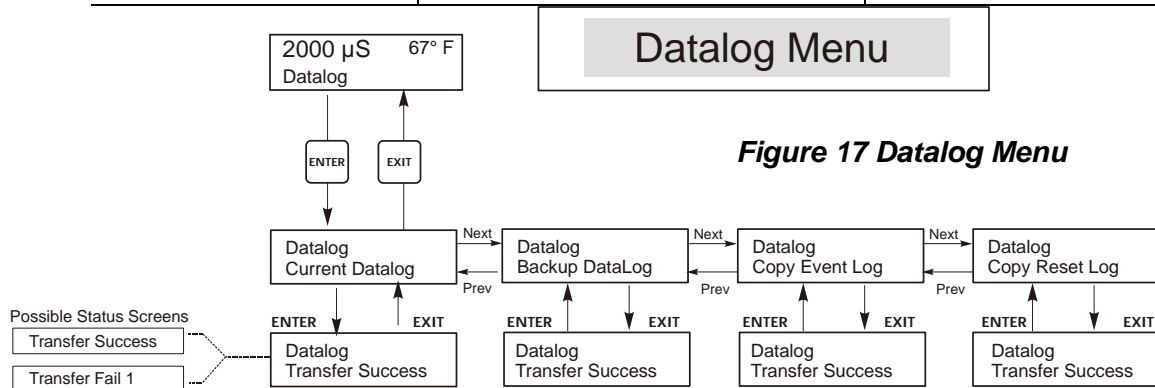 Datalog Menu
2000 µS 67° F
Datalog
ENTER EXIT
Figure 17 Datalog Menu
Datalog
Current Datalog
Next
Prev
Datalog
Backup DataLog
Next
Prev
Datalog
Copy Event Log
Next
Prev
Datalog
Copy Reset Log
Possible Status Screens
Transfer Success
Transfer Fail 1
ENTER EXIT
Datalog
Transfer Success
ENTER EXIT
Datalog
Transfer Success
ENTER EXIT
Datalog
Transfer Success
ENTER EXIT
Datalog
Transfer Success